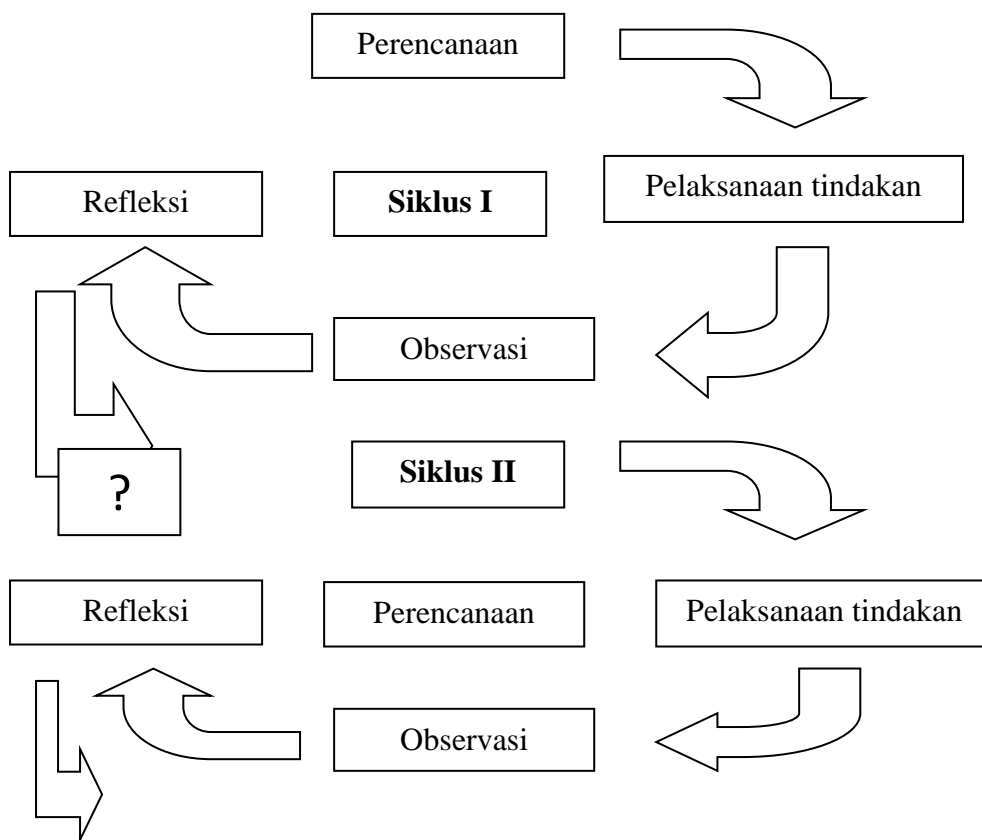 Perencanaan
Refleksi
Siklus I
Pelaksanaan tindakan
Observasi
Siklus II
?
Refleksi
Perencanaan
Pelaksanaan tindakan
Observasi